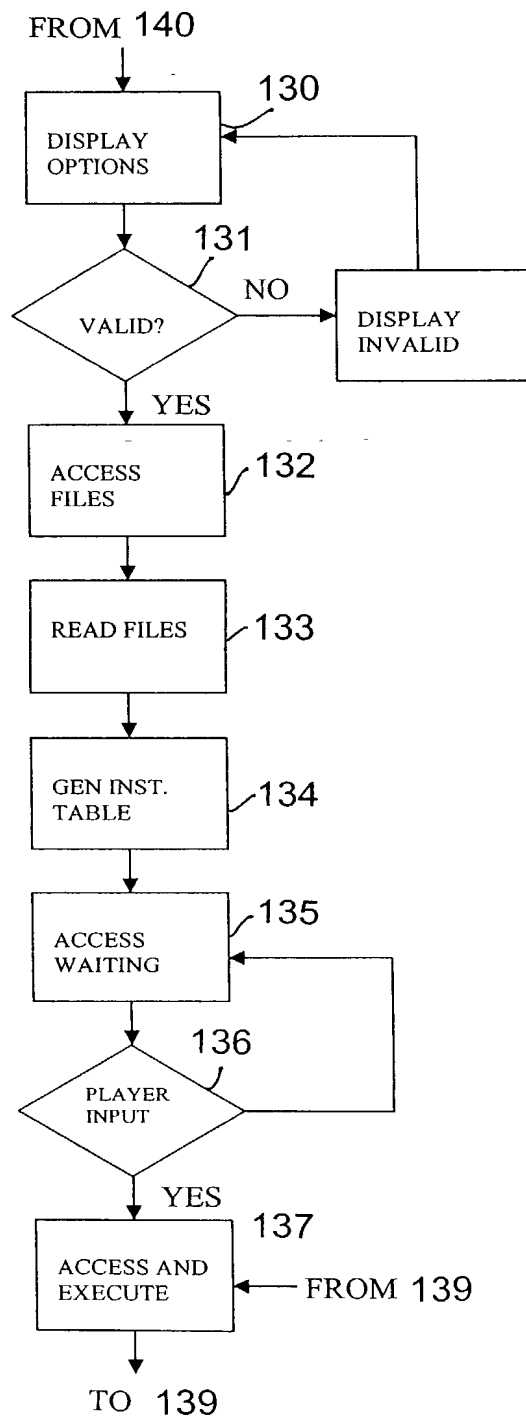 FROM 140
130
DISPLAY
OPTIONS
131
VALID?
NO
DISPLAY
INVALID
YES
ACCESS
FILES
132
READ FILES
133
GEN INST.
TABLE
134
135
ACCESS
WAITING
136
PLAYER
INPUT
YES
137
ACCESS AND
EXECUTE
FROM 139
TO 139